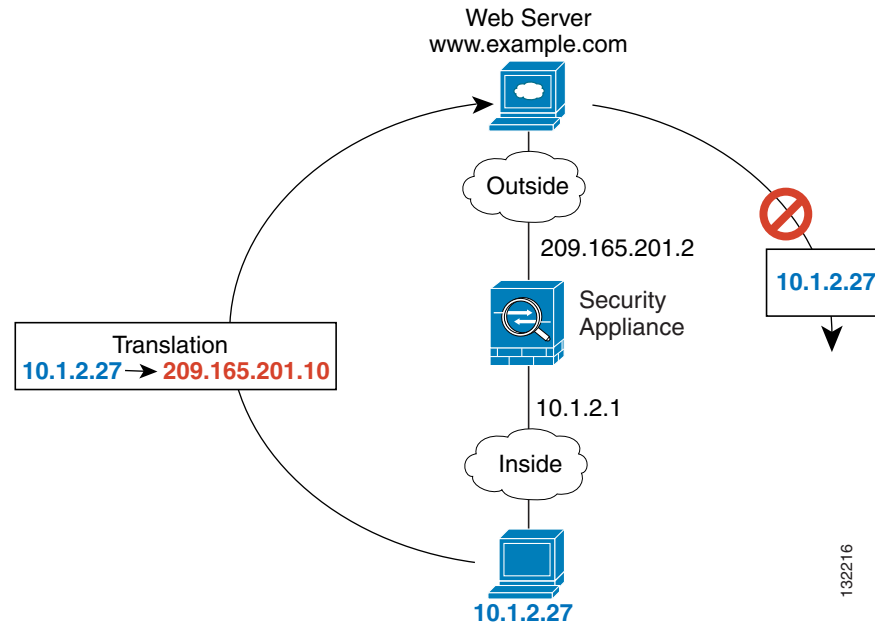 Web Server
www.example.com
Outside
209.165.201.2
Security
Appliance
10.1.2.27
Translation
10.1.2.27 → 209.165.201.10
10.1.2.1
Inside
10.1.2.27
132216